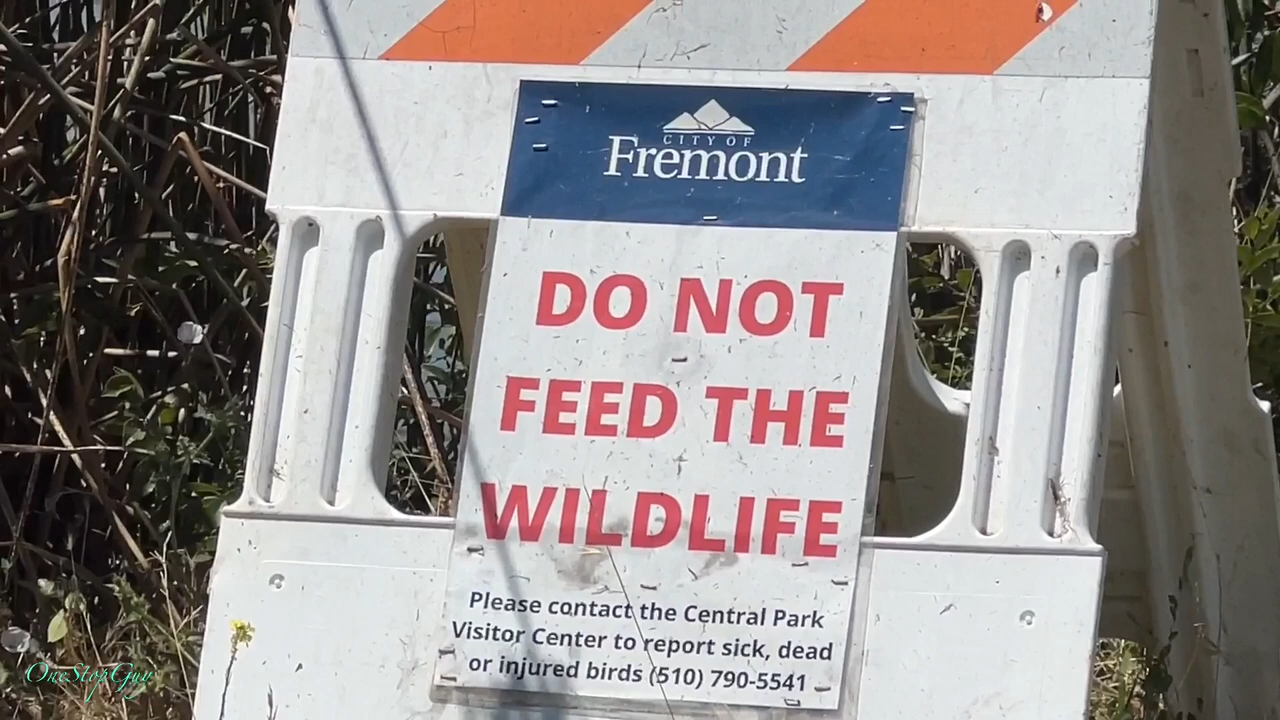 CITY OF
Fremont
DO NOT
FEED THE
WILDLIFE
Please contact the Central Park
Visitor Center to report sick, dead
or injured birds (510) 790-5541
OneStopGuy